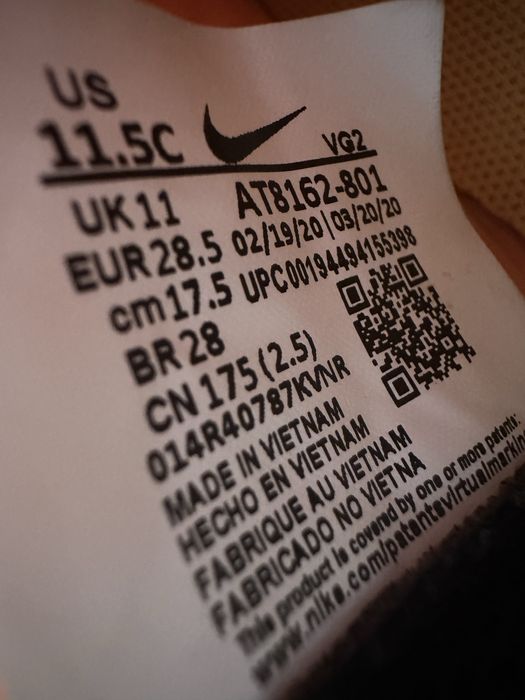 US
11.5C
VG2
UK 11 AT8162-801
EUR 28.5 02/19/20 | 03/20/20
cm 17.5 UPC00194494155398
BR 28
CN 175 (2.5)
014R40787KVNR
MADE IN VIETNAM
HECHO EN VIETNAM
FABRIQUE AU VIETNAM
FABRICADO NO VIETNA
This product is covered by one or more patents:
www.nike.com/patentsvirtualmarking